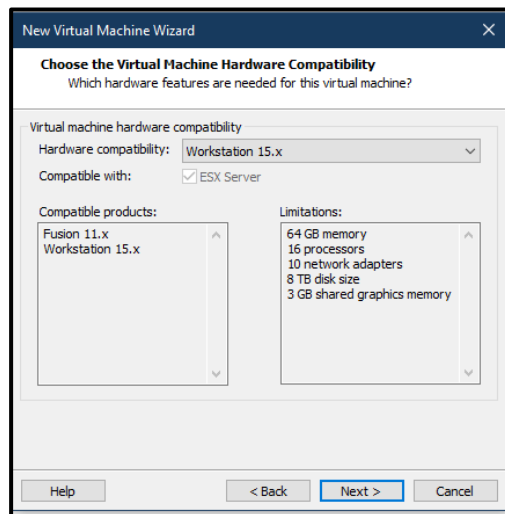 New Virtual Machine Wizard
Choose the Virtual Machine Hardware Compatibility
Which hardware features are needed for this virtual machine?
Virtual machine hardware compatibility
Hardware compatibility: Workstation 15.x
Compatible with: ESX Server
Compatible products:
Fusion 11.x
Workstation 15.x
Limitations:
64 GB memory
16 processors
10 network adapters
8 TB disk size
3 GB shared graphics memory
Help < Back Next > Cancel